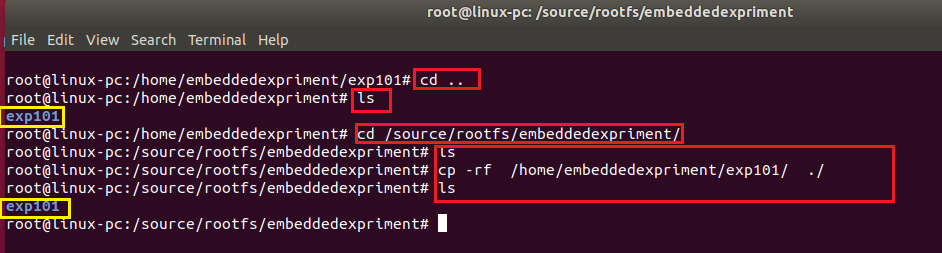 root@linux-pc: /source/rootfs/embeddedexpriment
File Edit View Search Terminal Help
root@linux-pc:/home/embeddedexpriment/exp101# cd ..
root@linux-pc:/home/embeddedexpriment# ls
exp101
root@linux-pc:/home/embeddedexpriment# cd /source/rootfs/embeddedexpriment/
root@linux-pc:/source/rootfs/embeddedexpriment# ls
root@linux-pc:/source/rootfs/embeddedexpriment# cp -rf  /home/embeddedexpriment/exp101/  ./
root@linux-pc:/source/rootfs/embeddedexpriment# ls
exp101
root@linux-pc:/source/rootfs/embeddedexpriment#